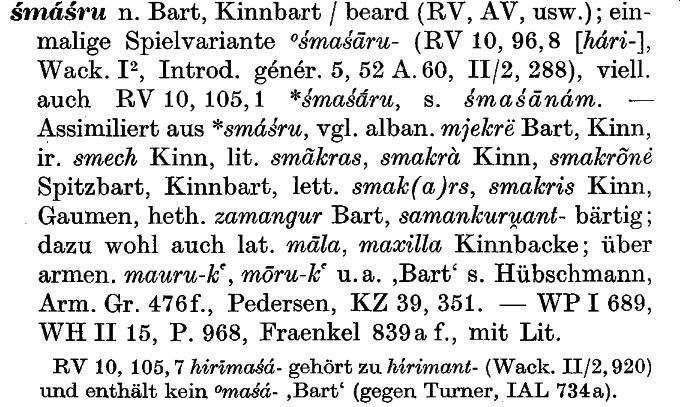 śmáśru n. Bart, Kinnbart / beard (RV, AV, usw.); ein-
malige Spielvariante °śmaśāru- (RV 10, 96,8 [hári-],
Wack. I², Introd. génér. 5, 52 A. 60, II/2, 288), viell.
auch RV 10, 105,1 *śmaśā́ru, s. śmaśānám. —
Assimiliert aus *smáśru, vgl. alban. mjekrë Bart, Kinn,
ir. smech Kinn, lit. smãkras, smakrà Kinn, smakrõnė
Spitzbart, Kinnbart, lett. smak(a)rs, smakris Kinn,
Gaumen, heth. zamangur Bart, samankuru̯ant- bärtig;
dazu wohl auch lat. māla, maxilla Kinnbacke; über
armen. mauru-kʿ, mōru-kʿ u. a. ‚Bart‘ s. Hübschmann,
Arm. Gr. 476f., Pedersen, KZ 39, 351. — WP I 689,
WH II 15, P. 968, Fraenkel 839 a f., mit Lit.
RV 10, 105,7 hirīmaśá- gehört zu hírimant- (Wack. II/2, 920)
und enthält kein °maśá- ‚Bart‘ (gegen Turner, IAL 734a).